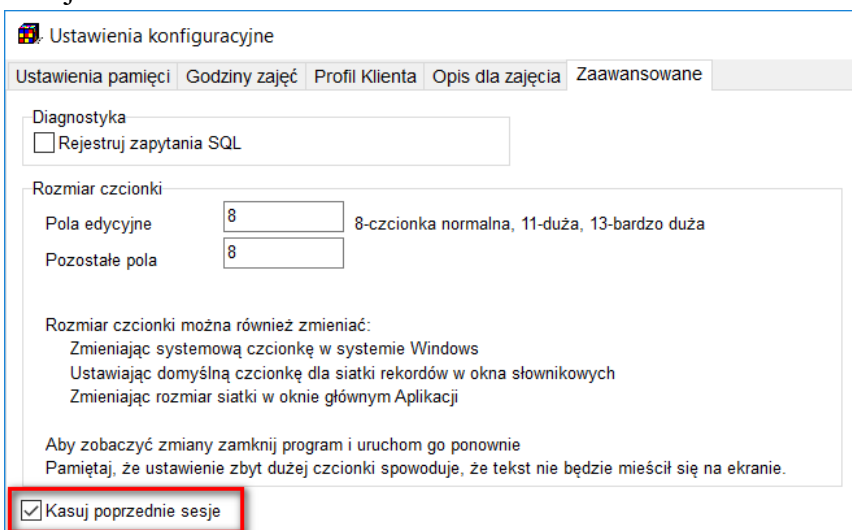 Ustawienia konfiguracyjne
Ustawienia pamięci Godziny zajęć Profil Klienta Opis dla zajęcia Zaawansowane
Diagnostyka
Rejestruj zapytania SQL
Rozmiar czcionki
Pola edycyjne 8 8-czcionka normalna, 11-duża, 13-bardzo duża
Pozostałe pola 8
Rozmiar czcionki można również zmieniać:
Zmieniając systemową czcionkę w systemie Windows
Ustawiając domyślną czcionkę dla siatki rekordów w okna słownikowych
Zmieniając rozmiar siatki w oknie głównym Aplikacji
Aby zobaczyć zmiany zamknij program i uruchom go ponownie
Pamiętaj, że ustawienie zbyt dużej czcionki spowoduje, że tekst nie będzie mieścił się na ekranie.
Kasuj poprzednie sesje